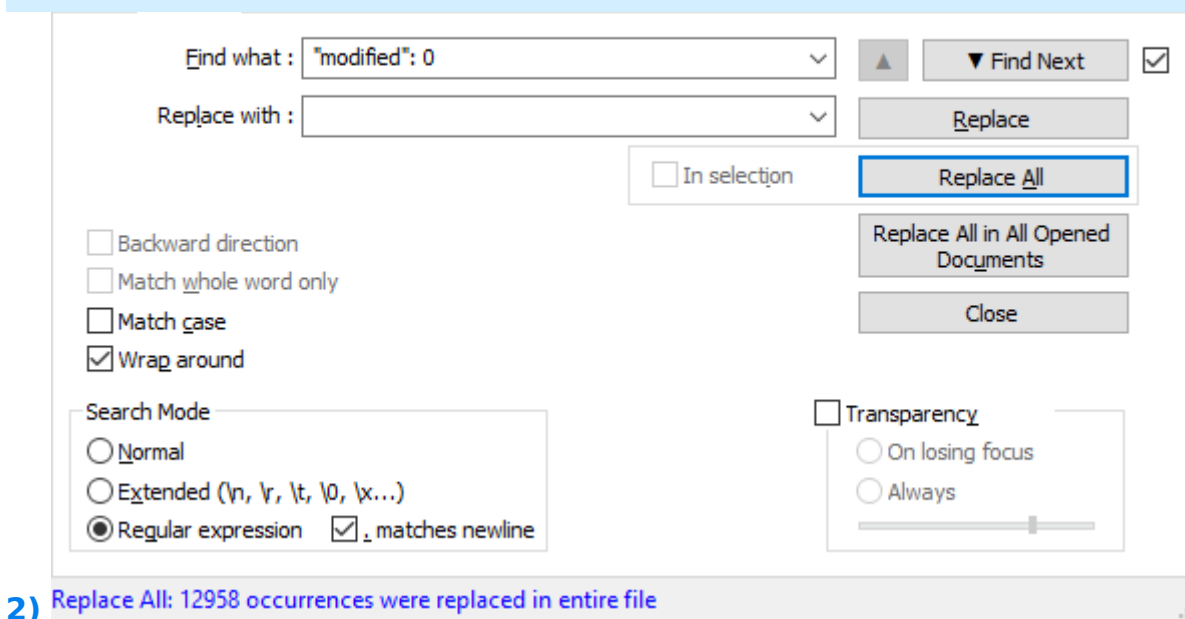 Find what : "modified": 0
▲ ▼ Find Next
Replace with :
Replace
In selection
Replace All
Backward direction
Replace All in All Opened
Documents
Match whole word only
Match case
Close
Wrap around
Search Mode
Transparency
Normal
On losing focus
Extended (\n, \r, \t, \0, \x...)
Always
Regular expression . matches newline
2) Replace All: 12958 occurrences were replaced in entire file